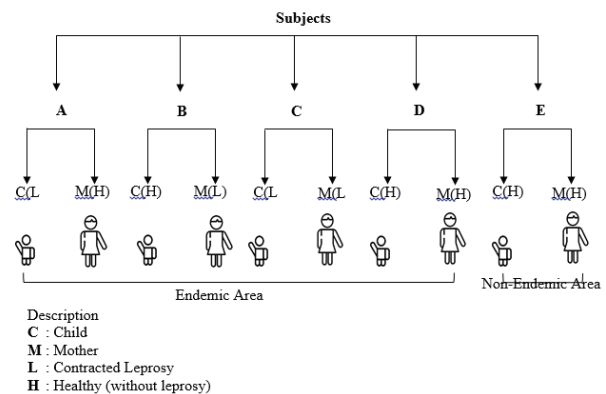 Subjects
A B C D E
C(L M(H) C(H) M(L) C(L M(L C(H) M(H) C(H) M(H)
Endemic Area
Non-Endemic Area
Description
C : Child
M : Mother
L : Contracted Leprosy
H : Healthy (without leprosy)